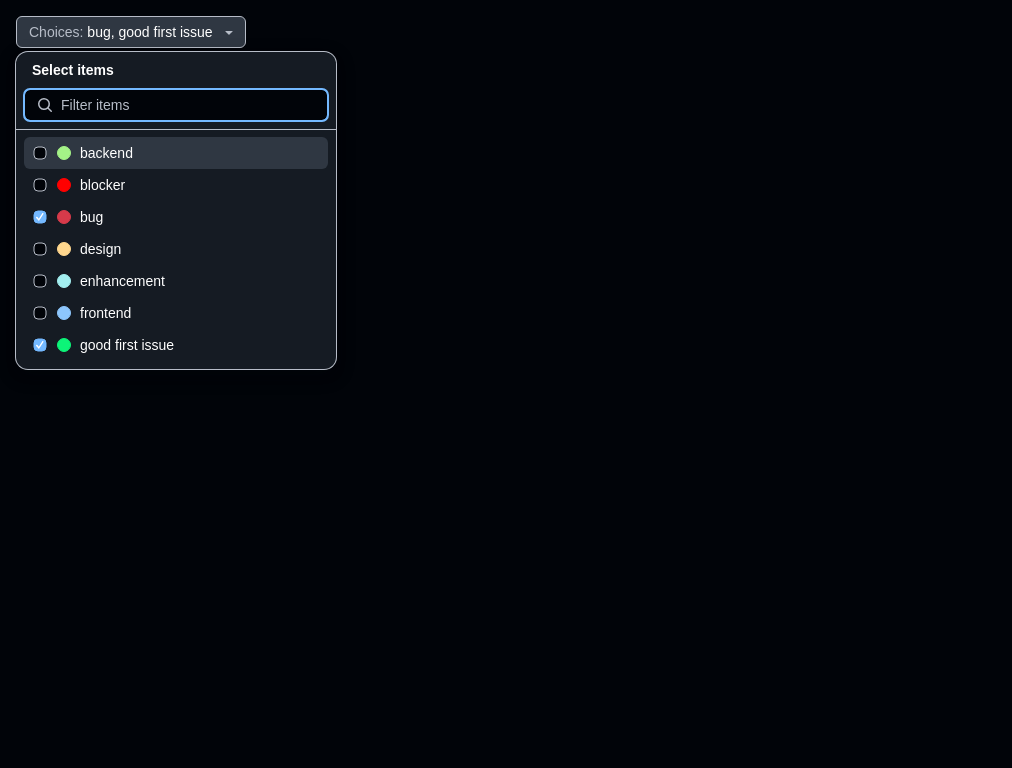 Choices: bug, good first issue
Select items
Filter items
backend
blocker
bug
design
enhancement
frontend
good first issue